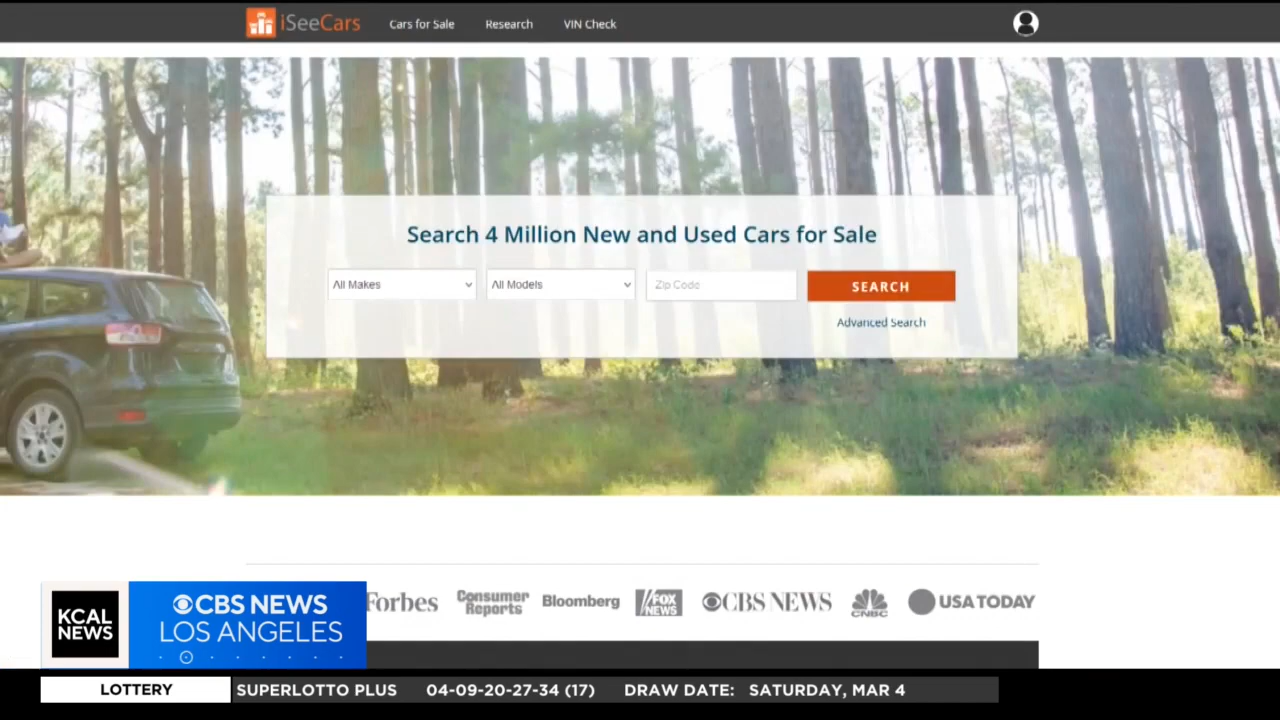 iSeeCars Cars for Sale Research VIN Check
Search 4 Million New and Used Cars for Sale
All Makes All Models Zip Code SEARCH
Advanced Search
Forbes Consumer Reports Bloomberg FOX NEWS CBS NEWS CNBC USA TODAY
KCAL NEWS
CBS NEWS
LOS ANGELES
LOTTERY SUPERLOTTO PLUS 04-09-20-27-34 (17) DRAW DATE: SATURDAY, MAR 4